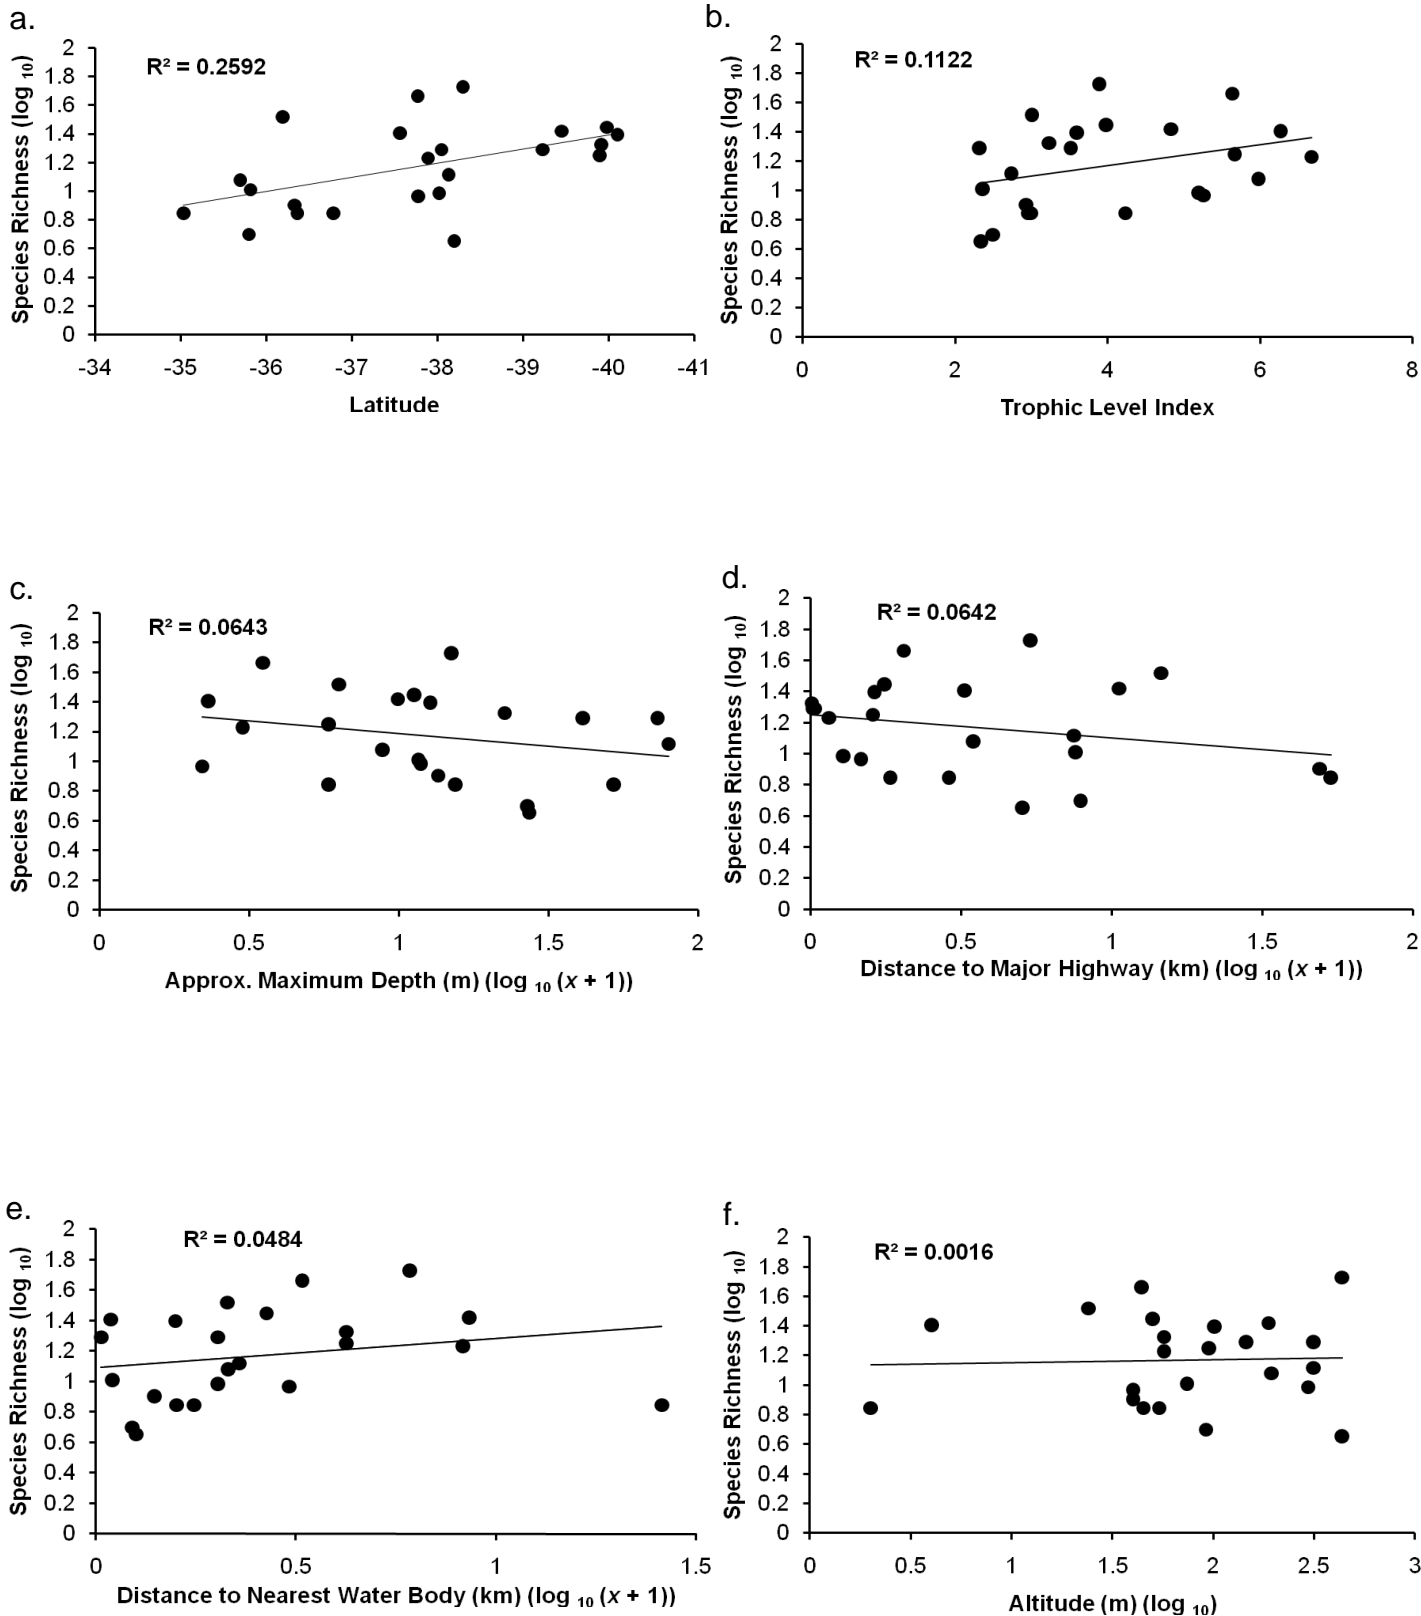 a.
R² = 0.2592
Species Richness (log 10)
2
1.8
1.6
1.4
1.2
1
0.8
0.6
0.4
0.2
0
-34 -35 -36 -37 -38 -39 -40 -41
Latitude
b.
R² = 0.1122
Species Richness (log 10)
2
1.8
1.6
1.4
1.2
1
0.8
0.6
0.4
0.2
0
0 2 4 6 8
Trophic Level Index
c.
R² = 0.0643
Species Richness (log 10)
2
1.8
1.6
1.4
1.2
1
0.8
0.6
0.4
0.2
0
0 0.5 1 1.5 2
Approx. Maximum Depth (m) (log 10 (x + 1))
d.
R² = 0.0642
Species Richness (log 10)
2
1.8
1.6
1.4
1.2
1
0.8
0.6
0.4
0.2
0
0 0.5 1 1.5 2
Distance to Major Highway (km) (log 10 (x + 1))
e.
R² = 0.0484
Species Richness (log 10)
2
1.8
1.6
1.4
1.2
1
0.8
0.6
0.4
0.2
0
0 0.5 1 1.5
Distance to Nearest Water Body (km) (log 10 (x + 1))
f.
R² = 0.0016
Species Richness (log 10)
2
1.8
1.6
1.4
1.2
1
0.8
0.6
0.4
0.2
0
0 0.5 1 1.5 2 2.5 3
Altitude (m) (log 10)